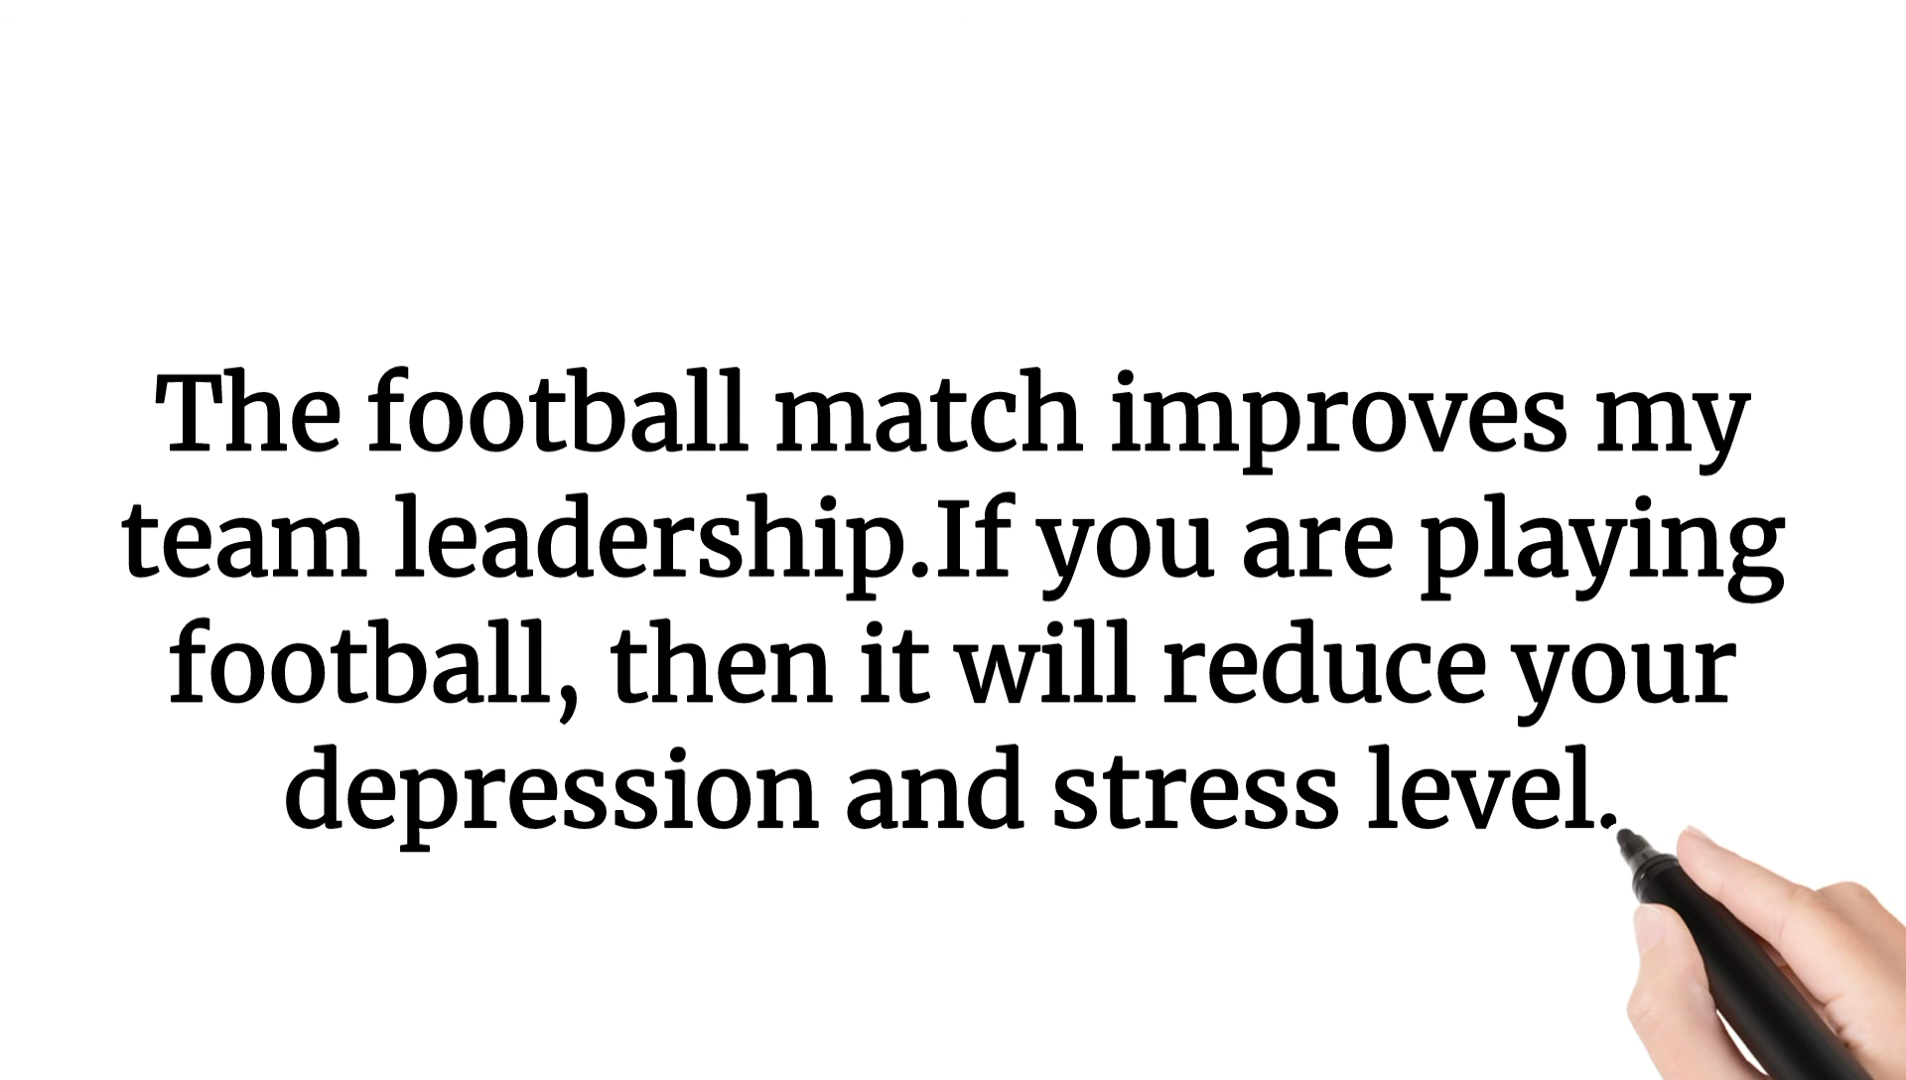 The football match improves my
team leadership.If you are playing
football, then it will reduce your
depression and stress level.